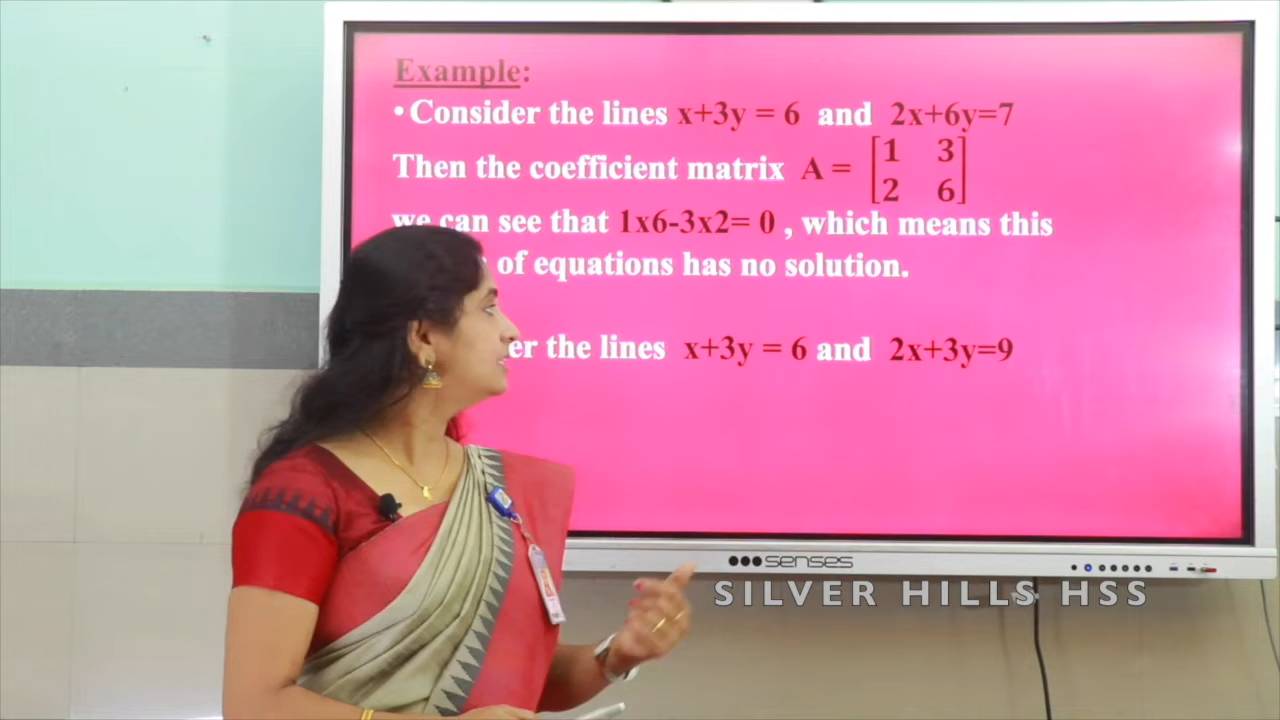 Example:
• Consider the lines x+3y = 6 and 2x+6y=7
Then the coefficient matrix A = [1 3
2 6]
we can see that 1x6-3x2= 0 , which means this
of equations has no solution.
the lines x+3y = 6 and 2x+3y=9
senses
SILVER HILLS HSS